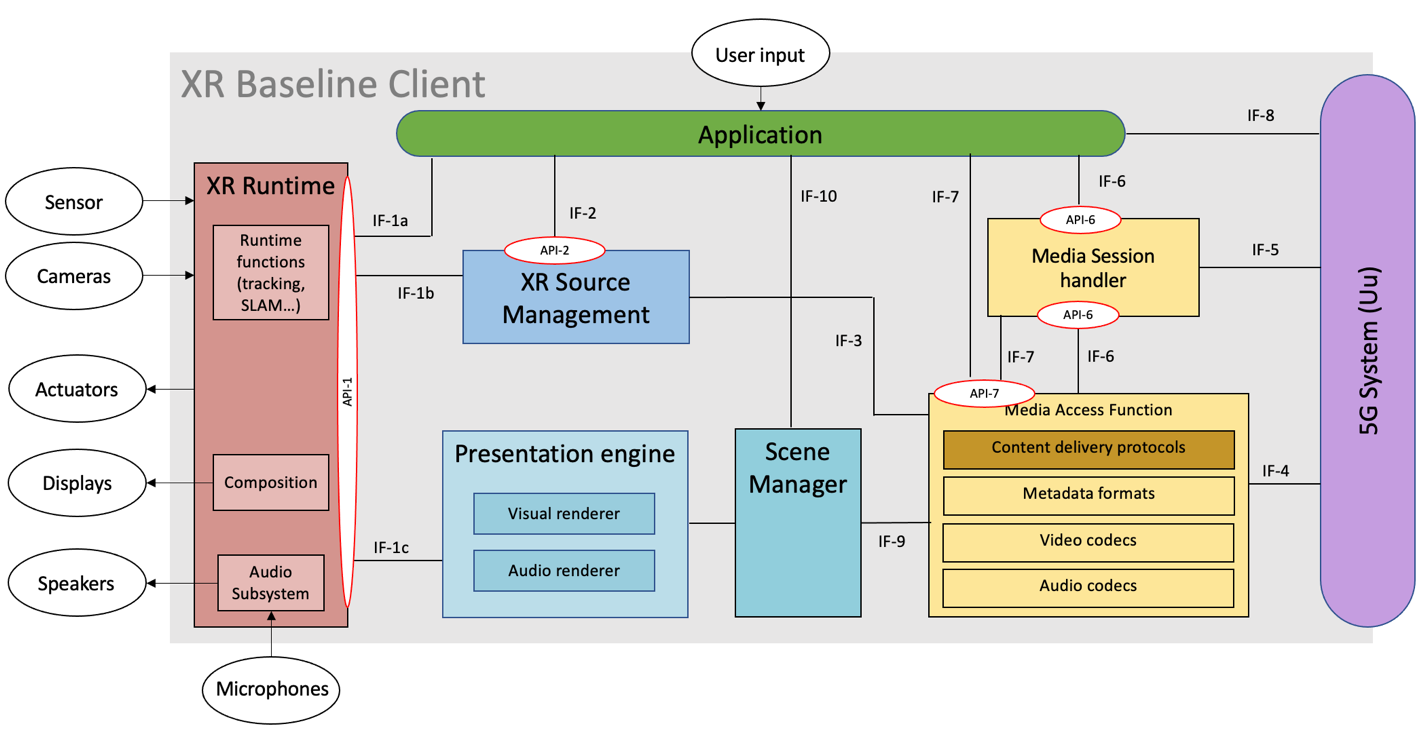 User input
XR Baseline Client
Application
IF-8
XR Runtime
IF-1a
IF-2
IF-10
IF-7
IF-6
Sensor
API-6
Runtime
functions
(tracking,
SLAM...)
API-2
XR Source
Management
Media Session
handler
IF-5
Cameras
IF-1b
API-6
5G System (Uu)
IF-3
IF-7
IF-6
Actuators
API-1
API-7
Media Access Function
Presentation engine
Scene
Manager
Content delivery protocols
IF-4
Displays
Composition
Visual renderer
Metadata formats
IF-1c
IF-9
Video codecs
Speakers
Audio
Subsystem
Audio renderer
Audio codecs
Microphones